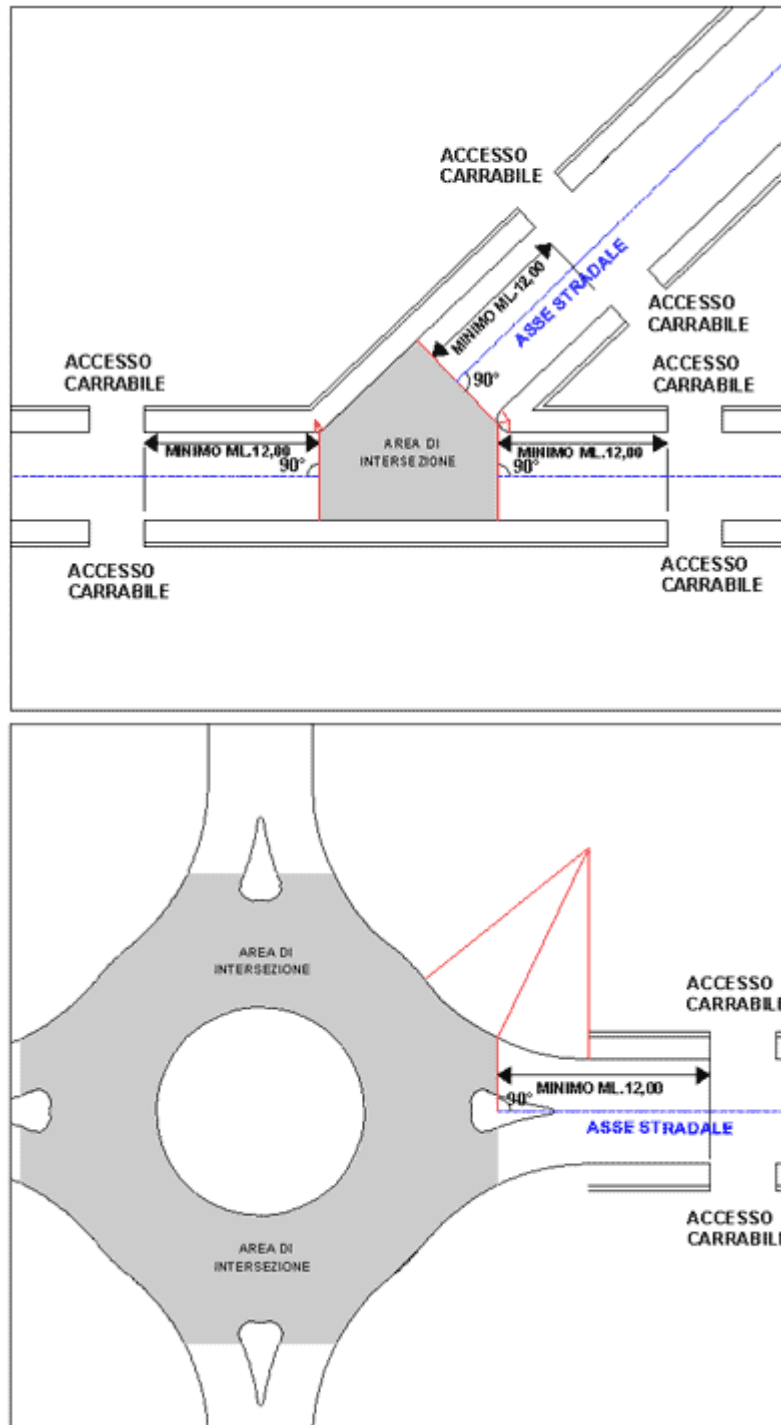 ACCESSO
CARRABILE
MINIMO ML.12,00
ASSE STRADALE
ACCESSO
CARRABILE
ACCESSO
CARRABILE
ACCESSO
CARRABILE
90°
MINIMO ML.12,00
90°
AREA DI
INTERSEZIONE
MINIMO ML.12,00
90°
ACCESSO
CARRABILE
ACCESSO
CARRABILE
AREA DI
INTERSEZIONE
ACCESSO
CARRABILE
MINIMO ML.12,00
90°
ASSE STRADALE
ACCESSO
CARRABILE
AREA DI
INTERSEZIONE